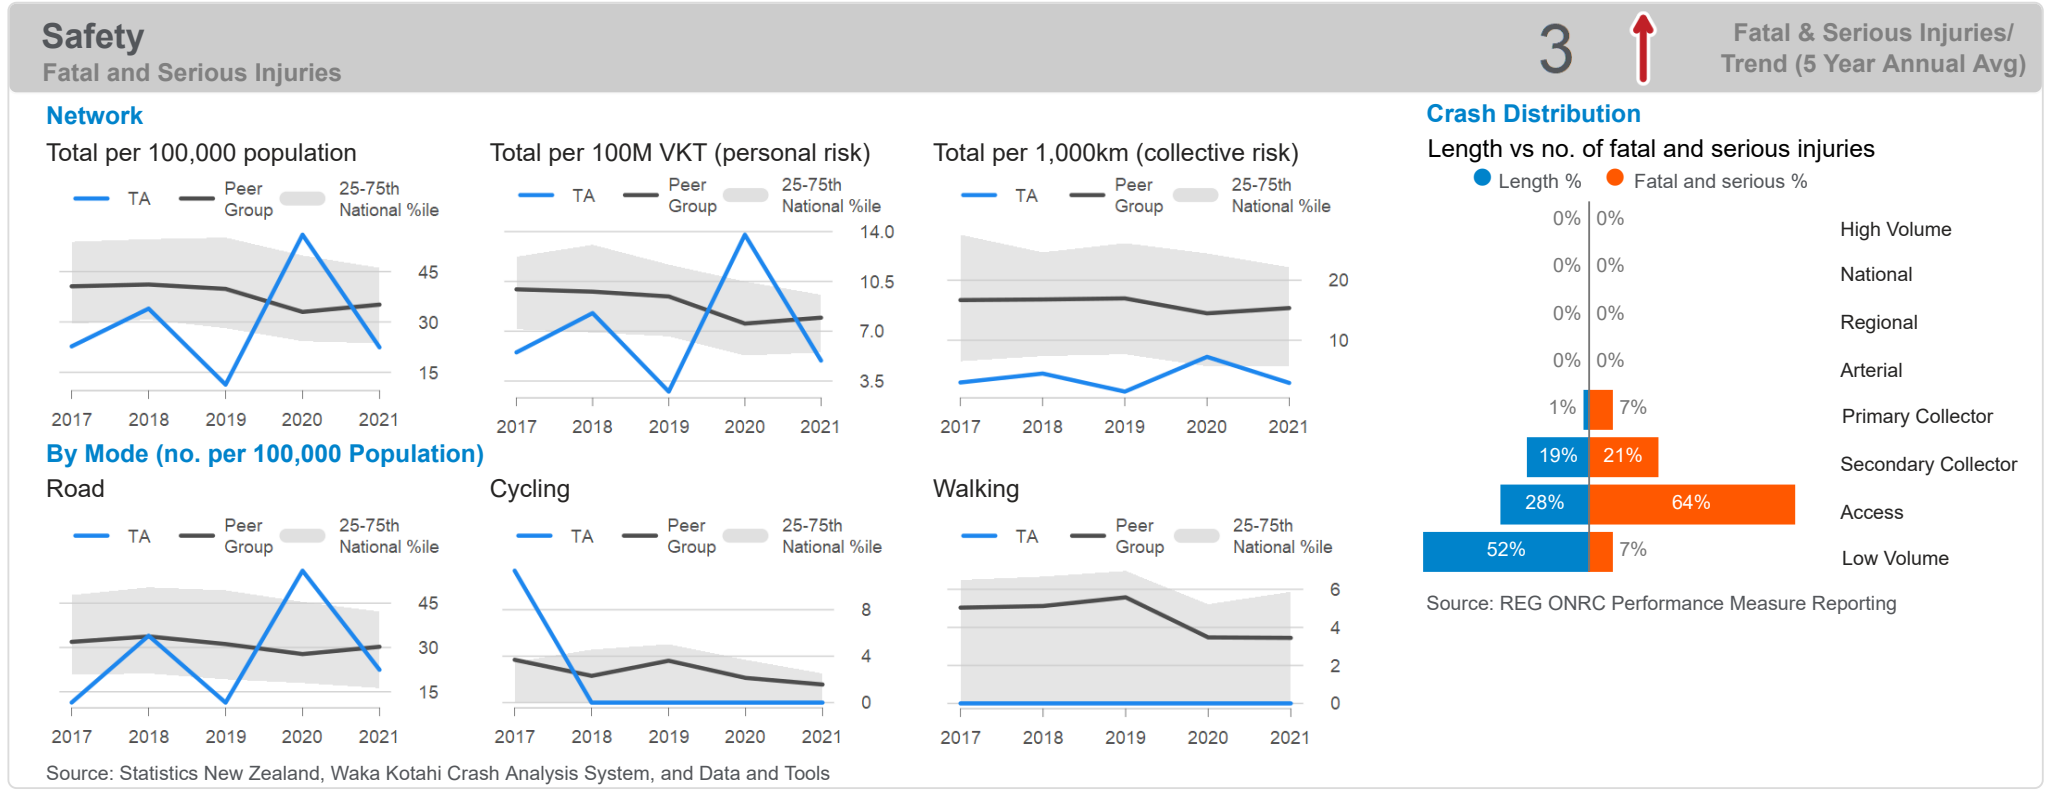 Safety
Fatal and Serious Injuries
3
Fatal & Serious Injuries/
Trend (5 Year Annual Avg)
Network
Total per 100,000 population
TA
Peer
Group
25-75th
National %ile
45
30
15
2017 2018 2019 2020 2021
Total per 100M VKT (personal risk)
TA
Peer
Group
25-75th
National %ile
14.0
10.5
7.0
3.5
2017 2018 2019 2020 2021
Total per 1,000km (collective risk)
TA
Peer
Group
25-75th
National %ile
20
10
2017 2018 2019 2020 2021
By Mode (no. per 100,000 Population)
Road
TA
Peer
Group
25-75th
National %ile
45
30
15
2017 2018 2019 2020 2021
Cycling
TA
Peer
Group
25-75th
National %ile
8
4
0
2017 2018 2019 2020 2021
Walking
TA
Peer
Group
25-75th
National %ile
6
4
2
0
2017 2018 2019 2020 2021
Source: Statistics New Zealand, Waka Kotahi Crash Analysis System, and Data and Tools
Crash Distribution
Length vs no. of fatal and serious injuries
Length % Fatal and serious %
0% 0% High Volume
0% 0% National
0% 0% Regional
0% 0% Arterial
1% 7% Primary Collector
19% 21% Secondary Collector
28% 64% Access
52% 7% Low Volume
Source: REG ONRC Performance Measure Reporting